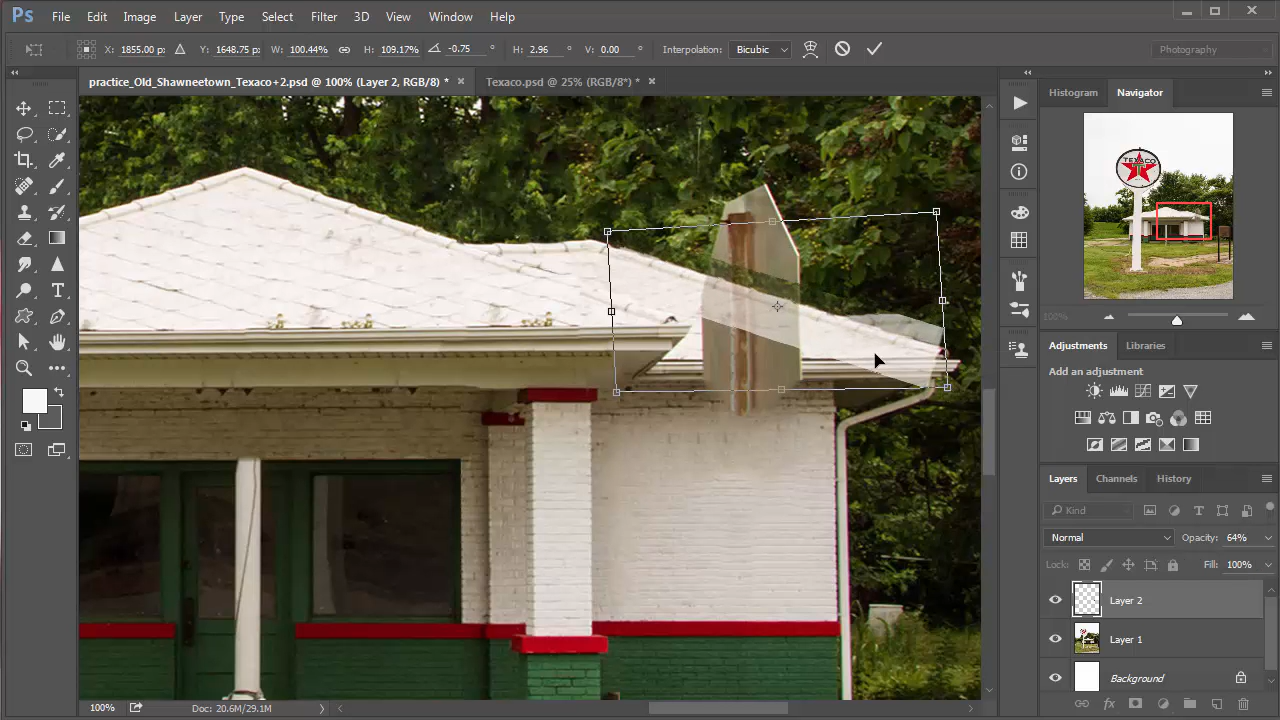 Ps File Edit Image Layer Type Select Filter 3D View Window Help
X: 1855.00 p: Y: 1648.75 p: W: 100.44% H: 109.17% -0.75 ° H: 2.96 ° V: 0.00 ° Interpolation: Bicubic Photography
practice_Old_Shawneetown_Texaco+2.psd @ 100% (Layer 2, RGB/8) * Texaco.psd @ 25% (RGB/8*) *
Histogram Navigator
TEXACO
T
100%
Adjustments Libraries
Add an adjustment
Layers Channels History
Kind
Normal Opacity: 64%
Lock: Fill: 100%
Layer 2
Layer 1
Background
fx
100% Doc: 20.6M/29.1M